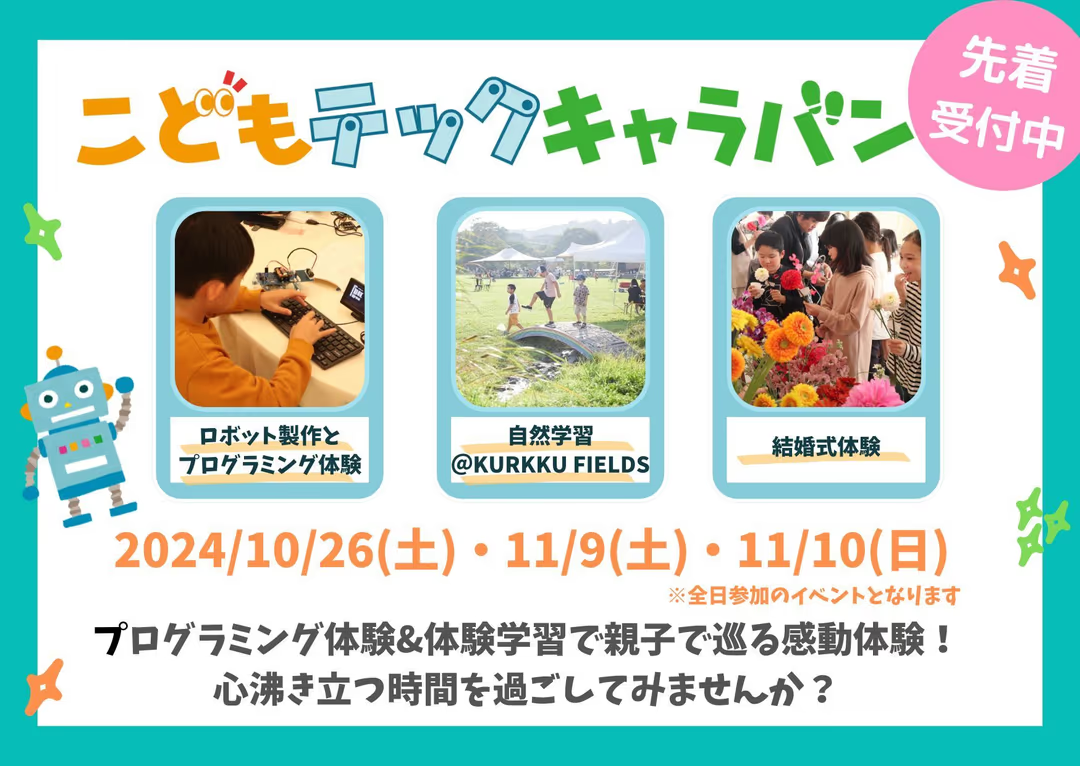 こどもテックキャラバン
先着
受付中
ロボット製作と
プログラミング体験
自然学習
@KURKKU FIELDS
結婚式体験
2024/10/26(土)・11/9(土)・11/10(日)
※全日参加のイベントとなります
プログラミング体験&体験学習で親子で巡る感動体験！
心沸き立つ時間を過ごしてみませんか？